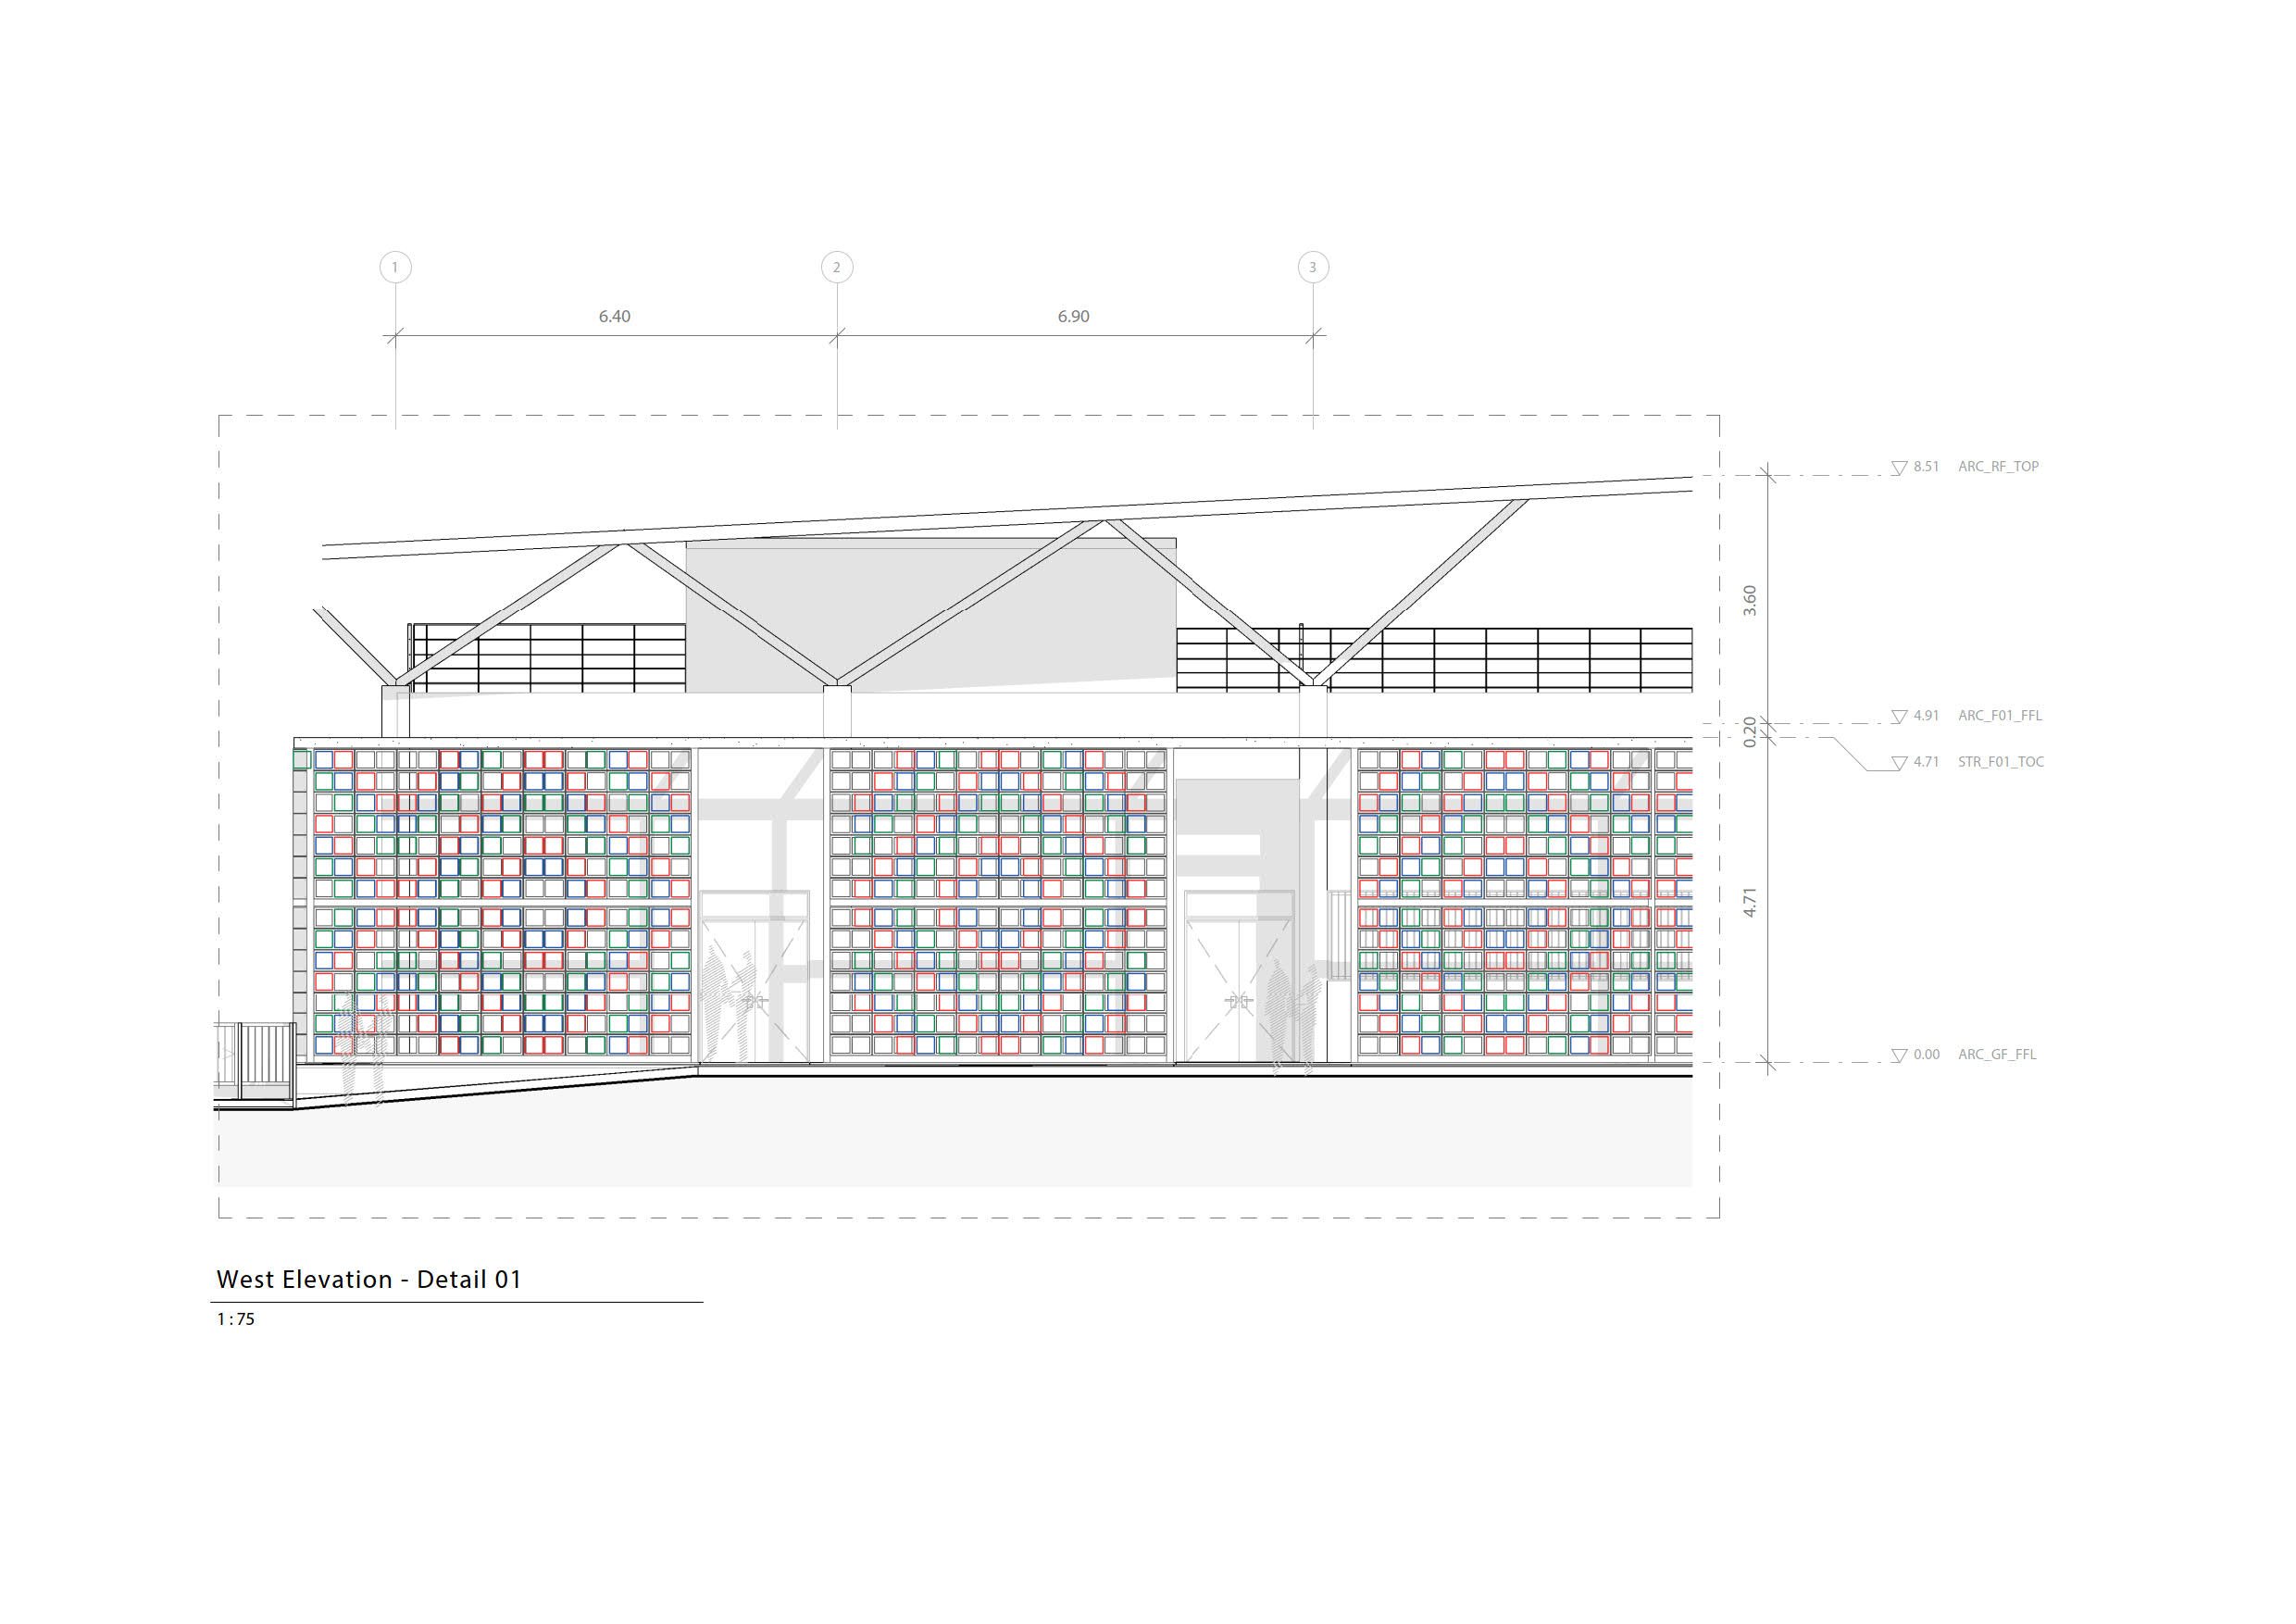 1
2
3
6.40
6.90
8.51 ARC_RF_TOP
3.60
4.91 ARC_F01_FFL
0.20
4.71 STR_F01_TOC
4.71
0.00 ARC_GF_FFL
West Elevation - Detail 01
1 : 75